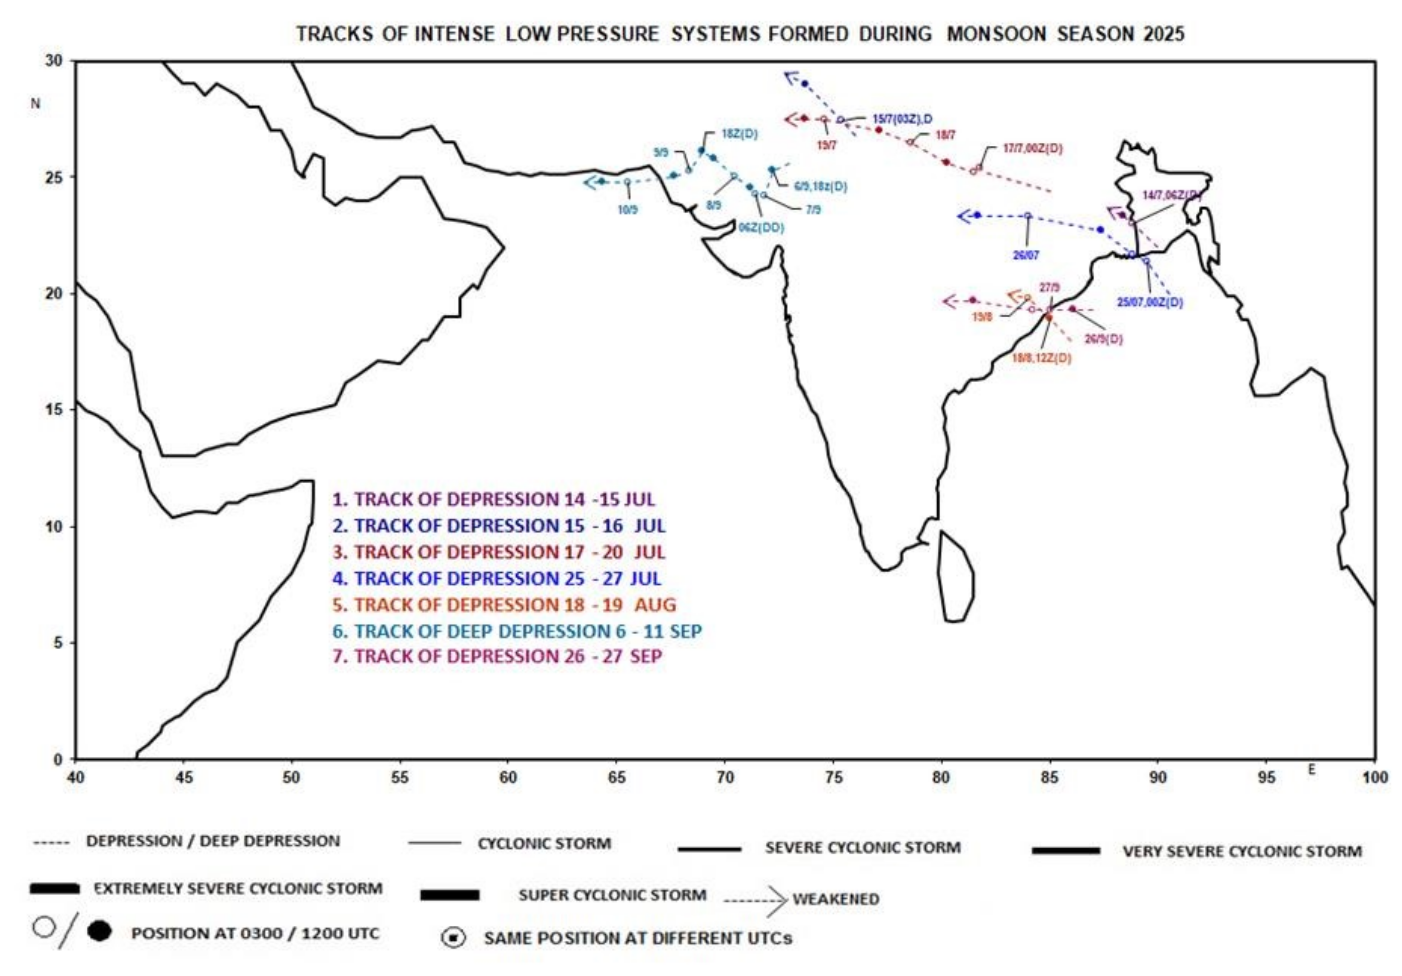 TRACKS OF INTENSE LOW PRESSURE SYSTEMS FORMED DURING MONSOON SEASON 2025
30
N
25
20
15
10
5
0
15/7(03Z),D
18Z(D)
18/7
19/7
17/7,00Z(D)
9/9
6/9,18z(D)
14/7,06Z(D)
10/9
8/9
7/9
06Z(DD)
26/07
27/9
25/07,00Z(D)
19/8
26/9(D)
18/8,12Z(D)
1. TRACK OF DEPRESSION 14 -15 JUL
2. TRACK OF DEPRESSION 15 - 16 JUL
3. TRACK OF DEPRESSION 17 - 20 JUL
4. TRACK OF DEPRESSION 25 - 27 JUL
5. TRACK OF DEPRESSION 18 - 19 AUG
6. TRACK OF DEEP DEPRESSION 6 - 11 SEP
7. TRACK OF DEPRESSION 26 - 27 SEP
40 45 50 55 60 65 70 75 80 85 90 95 E 100
DEPRESSION / DEEP DEPRESSION CYCLONIC STORM SEVERE CYCLONIC STORM VERY SEVERE CYCLONIC STORM
EXTREMELY SEVERE CYCLONIC STORM SUPER CYCLONIC STORM WEAKENED
POSITION AT 0300 / 1200 UTC SAME POSITION AT DIFFERENT UTCs